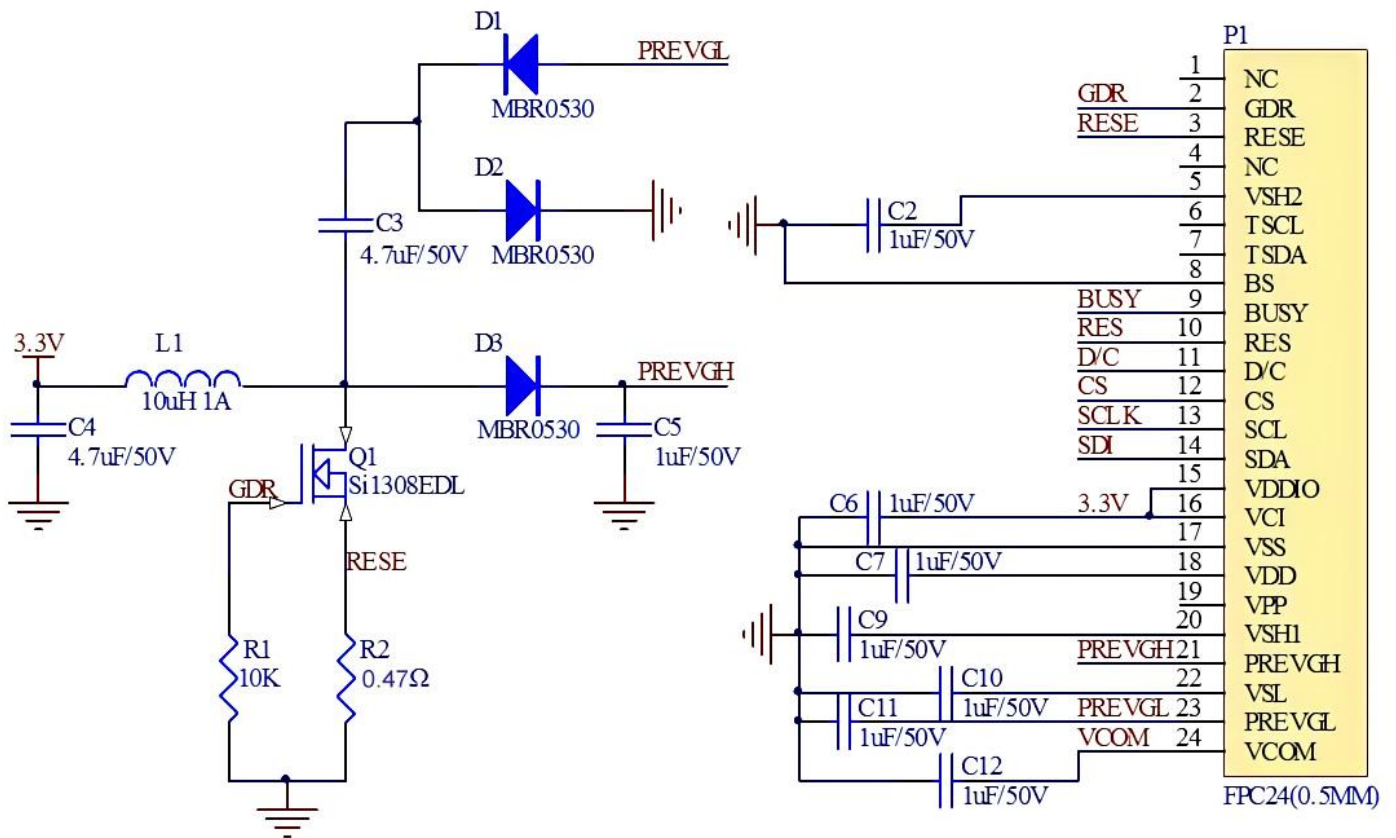 D1
PREVGL
MBR0530
D2
MBR0530
C3
4.7uF/50V
3.3V
L1
10uH 1A
D3
PREVGH
MBR0530
C4
4.7uF/50V
C5
1uF/50V
Q1
Si1308EDL
GDR
RESE
R1
10K
R2
0.47Ω
P1
1 NC
GDR 2 GDR
RESE 3 RESE
4 NC
5 VSH2
C2
1uF/50V
6 TSCL
7 TSDA
8 BS
BUSY 9 BUSY
RES 10 RES
D/C 11 D/C
CS 12 CS
SCLK 13 SCL
SDI 14 SDA
15 VDDIO
C6 1uF/50V 3.3V 16 VCI
17 VSS
C7 1uF/50V 18 VDD
19 VPP
C9
1uF/50V
20 VSH1
PREVGH 21 PREVGH
C10
1uF/50V
22 VSL
C11
1uF/50V
PREVGL 23 PREVGL
VCOM 24 VCOM
C12
1uF/50V
FPC24(0.5MM)